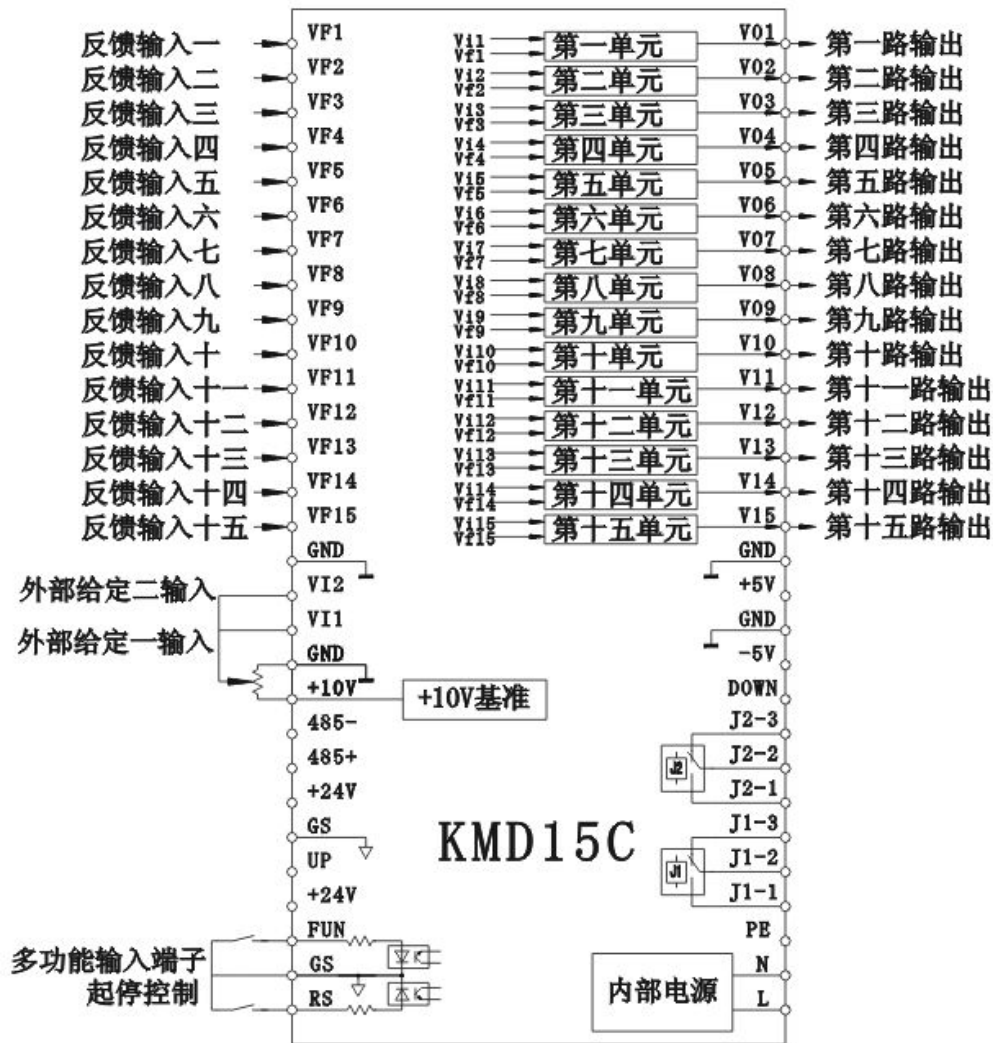 反馈输入一 VF1 Vi1 Vf1 第一单元 V01 第一路输出
反馈输入二 VF2 Vi2 Vf2 第二单元 V02 第二路输出
反馈输入三 VF3 Vi3 Vf3 第三单元 V03 第三路输出
反馈输入四 VF4 Vi4 Vf4 第四单元 V04 第四路输出
反馈输入五 VF5 Vi5 Vf5 第五单元 V05 第五路输出
反馈输入六 VF6 Vi6 Vf6 第六单元 V06 第六路输出
反馈输入七 VF7 Vi7 Vf7 第七单元 V07 第七路输出
反馈输入八 VF8 Vi8 Vf8 第八单元 V08 第八路输出
反馈输入九 VF9 Vi9 Vf9 第九单元 V09 第九路输出
反馈输入十 VF10 Vi10 Vf10 第十单元 V10 第十路输出
反馈输入十一 VF11 Vi11 Vf11 第十一单元 V11 第十一路输出
反馈输入十二 VF12 Vi12 Vf12 第十二单元 V12 第十二路输出
反馈输入十三 VF13 Vi13 Vf13 第十三单元 V13 第十三路输出
反馈输入十四 VF14 Vi14 Vf14 第十四单元 V14 第十四路输出
反馈输入十五 VF15 Vi15 Vf15 第十五单元 V15 第十五路输出
GND GND
外部给定二输入 VI2 +5V
外部给定一输入 VI1 GND
GND -5V
+10V +10V基准 DOWN
485- J2-3
485+ J2 J2-2
+24V J2-1
GS KMD15C J1-3
UP J1 J1-2
+24V J1-1
FUN PE
多功能输入端子 GS 内部电源 N
起停控制 RS L